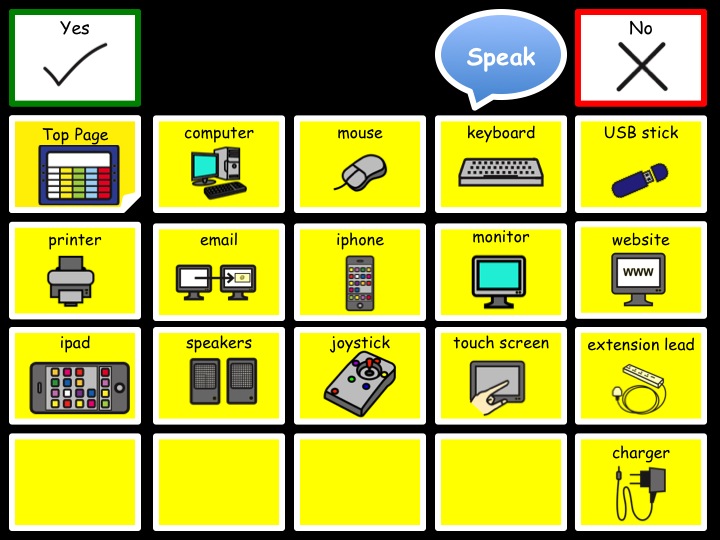 Yes
Speak
No
Top Page
computer
mouse
keyboard
USB stick
printer
email
iphone
monitor
website
WWW
ipad
speakers
joystick
touch screen
extension lead
charger